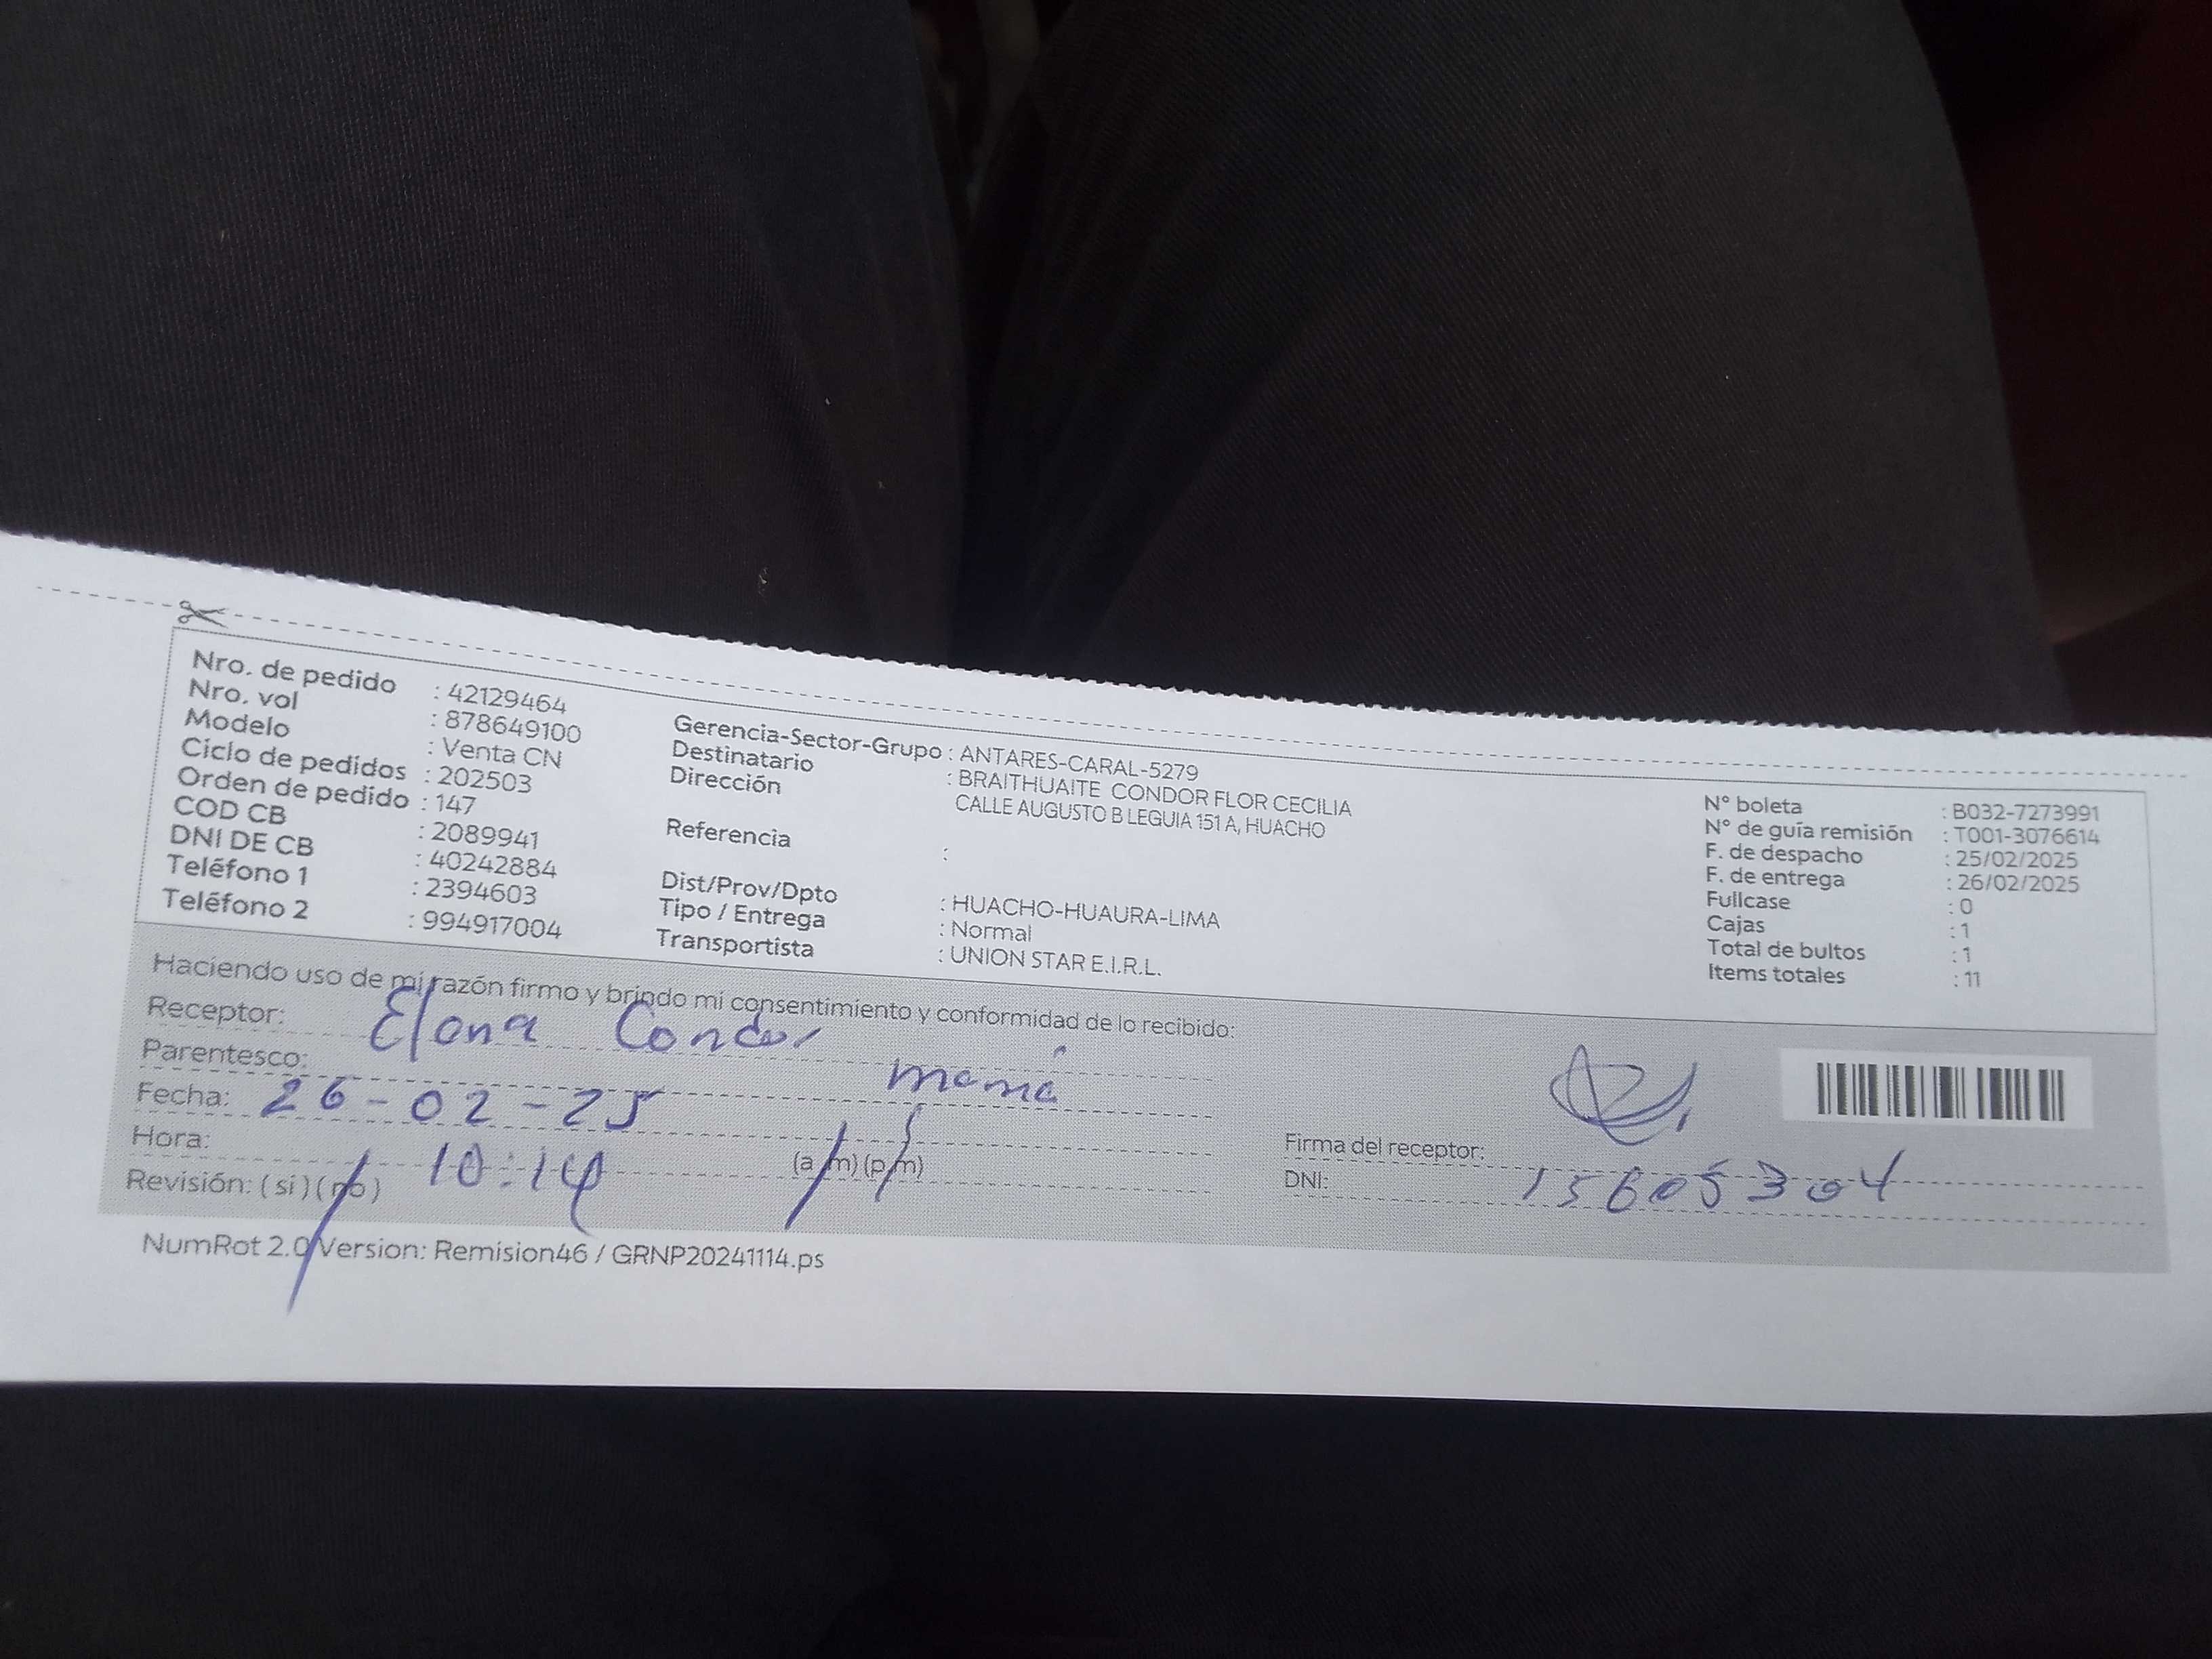 Nro. de pedido : 42129464
Nro. vol : 878649100
Modelo : Venta CN
Ciclo de pedidos : 202503
Orden de pedido : 147
COD CB : 2089941
DNI DE CB : 40242884
Teléfono 1 : 2394603
Teléfono 2 : 994917004
Gerencia-Sector-Grupo : ANTARES-CARAL-5279
Destinatario : BRAITHUAITE CONDOR FLOR CECILIA
Dirección CALLE AUGUSTO B LEGUIA 151 A, HUACHO
Referencia :
Dist/Prov/Dpto : HUACHO-HUAURA-LIMA
Tipo / Entrega : Normal
Transportista : UNION STAR E.I.R.L.
N° boleta : B032-7273991
N° de guía remisión : T001-3076614
F. de despacho : 25/02/2025
F. de entrega : 26/02/2025
Fullcase : 0
Cajas : 1
Total de bultos : 1
Items totales : 11
Haciendo uso de mi razón firmo y brindo mi consentimiento y conformidad de lo recibido:
Receptor: Elena Condor
Parentesco: mamá
Fecha: 26-02-25
Hora: 10:14 (a/m) (p/m)
Revisión: (si) (no)
Firma del receptor:
DNI: 15605304
NumRot 2.0 Version: Remision46 / GRNP20241114.ps